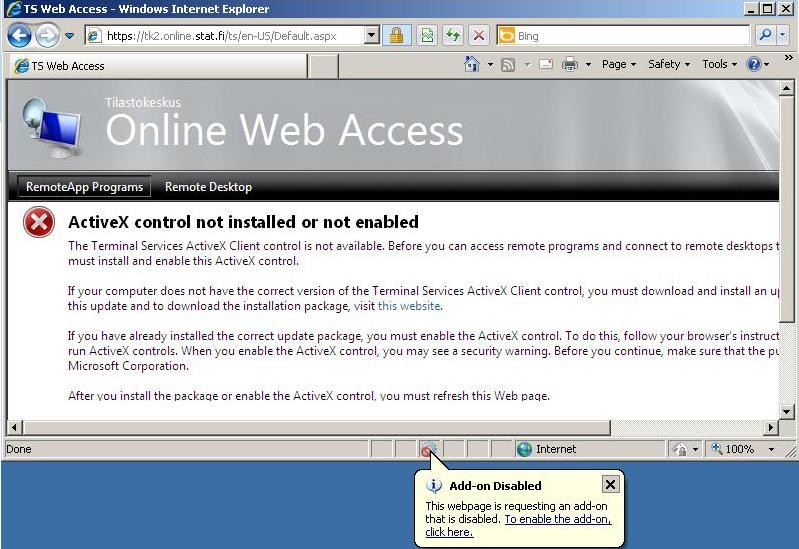 TS Web Access - Windows Internet Explorer
https://tk2.online.stat.fi/ts/en-US/Default.aspx
Bing
TS Web Access
Page
Safety
Tools
Tilastokeskus
Online Web Access
RemoteApp Programs Remote Desktop
ActiveX control not installed or not enabled
The Terminal Services ActiveX Client control is not available. Before you can access remote programs and connect to remote desktops
must install and enable this ActiveX control.
If your computer does not have the correct version of the Terminal Services ActiveX Client control, you must download and install an
this update and to download the installation package, visit this website.
If you have already installed the correct update package, you must enable the ActiveX control. To do this, follow your browser's
run ActiveX controls. When you enable the ActiveX control, you may see a security warning. Before you continue, make sure that the
Microsoft Corporation.
After you install the package or enable the ActiveX control, you must refresh this Web page.
Done
Internet
100%
Add-on Disabled
This webpage is requesting an add-on
that is disabled. To enable the add-on,
click here.